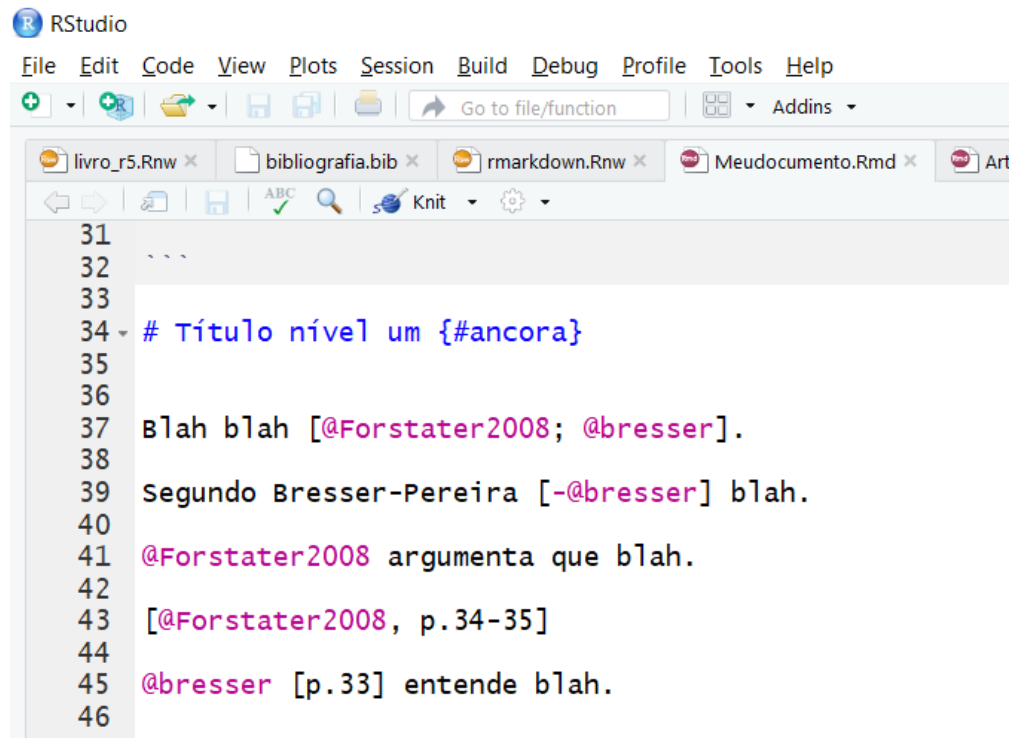 RStudio
File Edit Code View Plots Session Build Debug Profile Tools Help
Go to file/function Addins
livro_r5.Rnw × bibliografia.bib × rmarkdown.Rnw × Meudocumento.Rmd × Art
ABC Knit
31
32 ```
33
34 # Título nível um {#ancora}
35
36
37 Blah blah [@Forstater2008; @bresser].
38
39 Segundo Bresser-Pereira [-@bresser] blah.
40
41 @Forstater2008 argumenta que blah.
42
43 [@Forstater2008, p.34-35]
44
45 @bresser [p.33] entende blah.
46